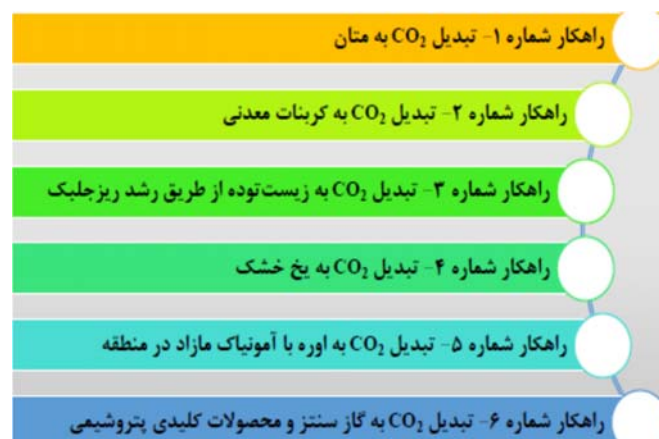 راهکار شماره ۱- تبدیل CO₂ به متان
راهکار شماره ۲- تبدیل CO₂ به کربنات معدنی
راهکار شماره ۳- تبدیل CO₂ به زیست‌توده از طریق رشد ریزجلبک
راهکار شماره ۴- تبدیل CO₂ به یخ خشک
راهکار شماره ۵- تبدیل CO₂ به اوره با آمونیاک مازاد در منطقه
راهکار شماره ۶- تبدیل CO₂ به گاز سنتز و محصولات کلیدی پتروشیمی